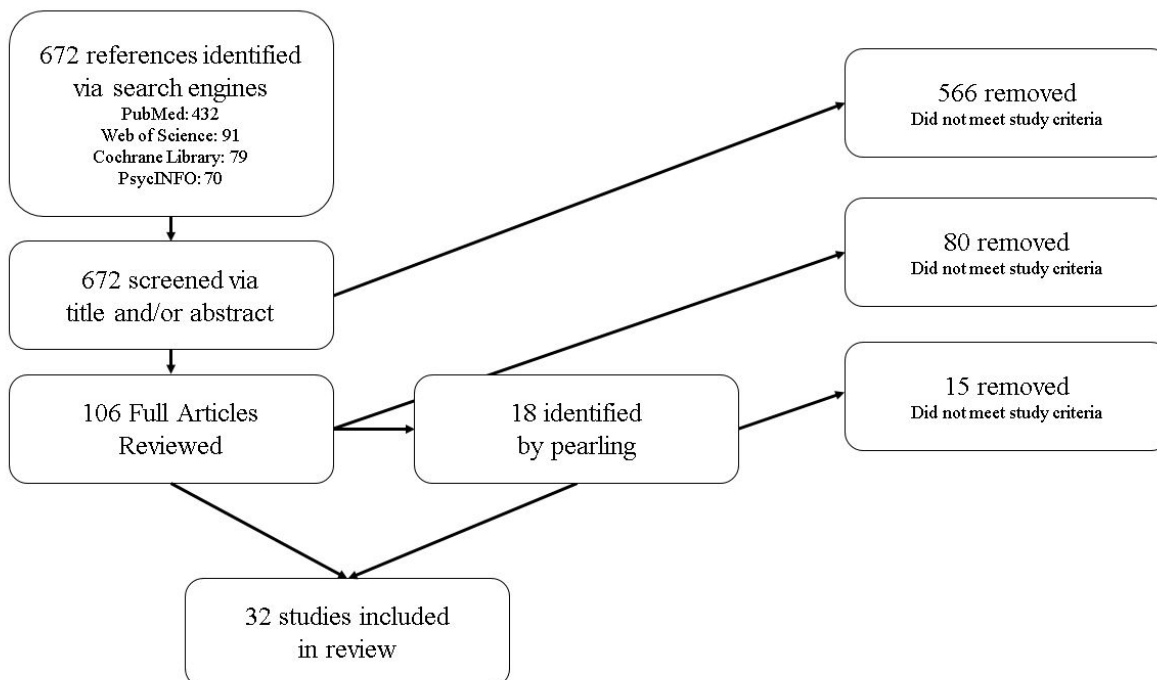 672 references identified
via search engines
PubMed: 432
Web of Science: 91
Cochrane Library: 79
PsycINFO: 70
566 removed
Did not meet study criteria
672 screened via
title and/or abstract
80 removed
Did not meet study criteria
106 Full Articles
Reviewed
18 identified
by pearling
15 removed
Did not meet study criteria
32 studies included
in review